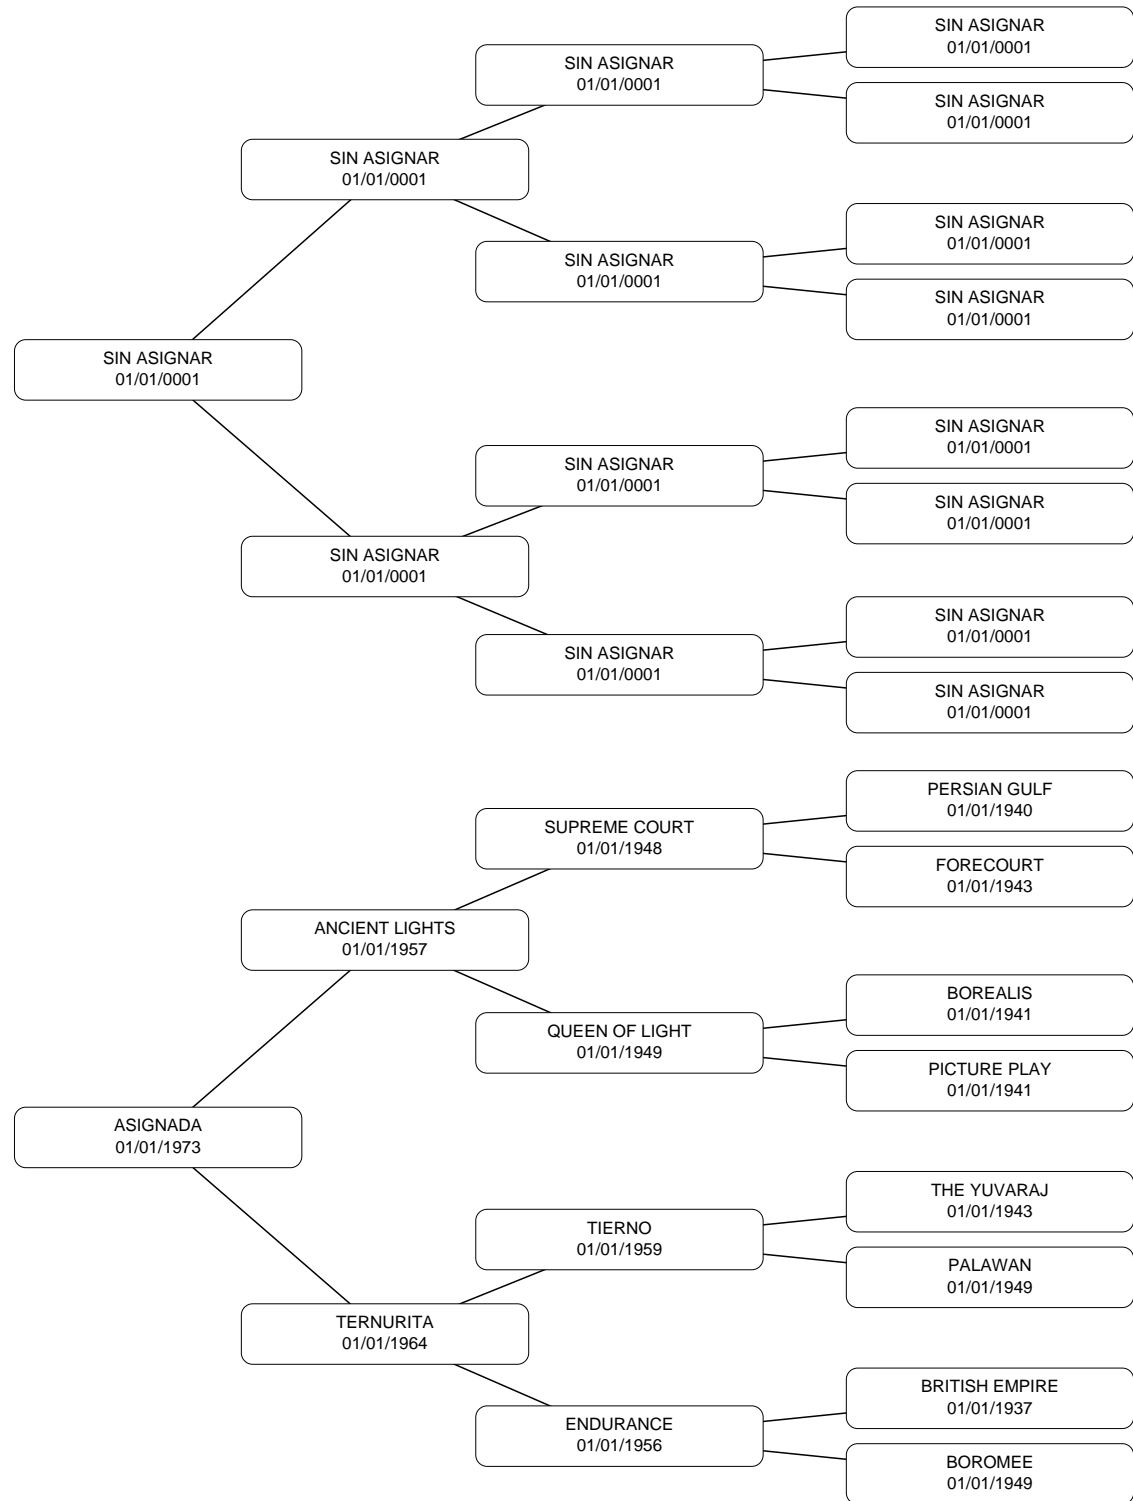 SIN ASIGNAR
01/01/0001
SIN ASIGNAR
01/01/0001
SIN ASIGNAR
01/01/0001
SIN ASIGNAR
01/01/0001
SIN ASIGNAR
01/01/0001
SIN ASIGNAR
01/01/0001
SIN ASIGNAR
01/01/0001
SIN ASIGNAR
01/01/0001
SIN ASIGNAR
01/01/0001
SIN ASIGNAR
01/01/0001
SIN ASIGNAR
01/01/0001
SIN ASIGNAR
01/01/0001
SIN ASIGNAR
01/01/0001
SIN ASIGNAR
01/01/0001
SIN ASIGNAR
01/01/0001
PERSIAN GULF
01/01/1940
SUPREME COURT
01/01/1948
FORECOURT
01/01/1943
ANCIENT LIGHTS
01/01/1957
BOREALIS
01/01/1941
QUEEN OF LIGHT
01/01/1949
PICTURE PLAY
01/01/1941
ASIGNADA
01/01/1973
THE YUVARAJ
01/01/1943
TIERNO
01/01/1959
PALAWAN
01/01/1949
TERNURITA
01/01/1964
BRITISH EMPIRE
01/01/1937
ENDURANCE
01/01/1956
BOROMEE
01/01/1949